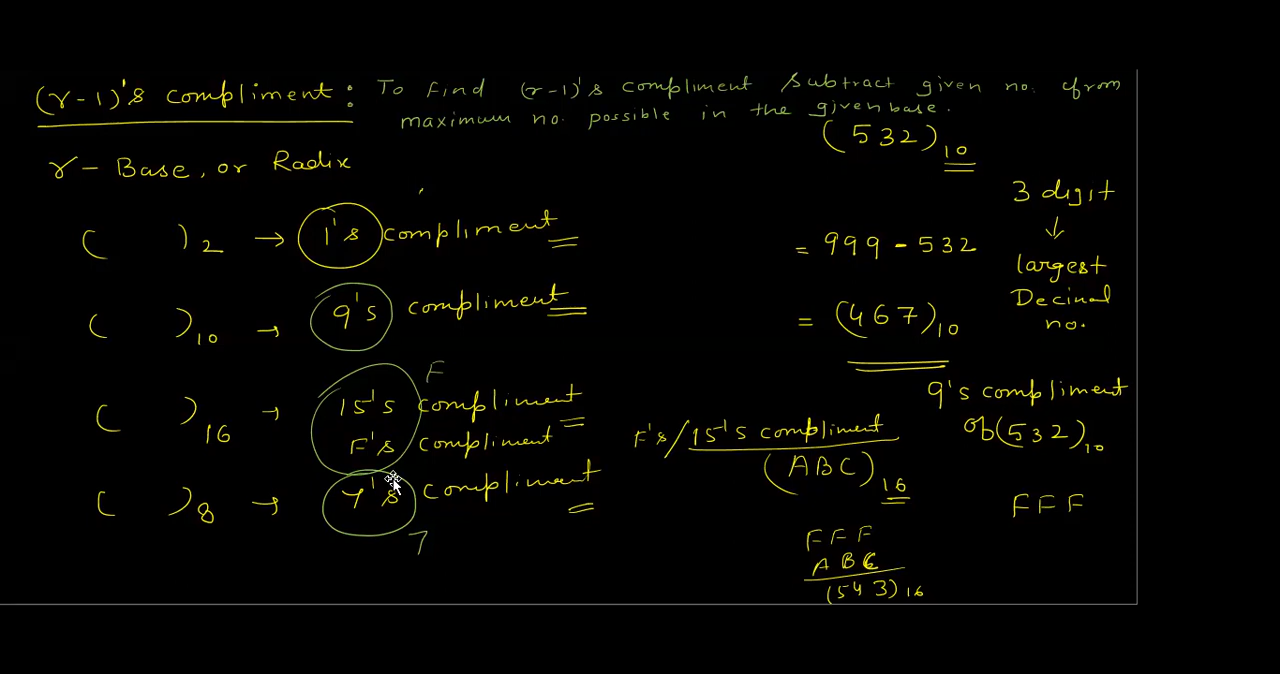 (r-1)'s compliment : To find (r-1)'s compliment subtract given no. from
maximum no. possible in the given base.
r - Base, or Radix
(532)10
3 digit
↓
largest
Decimal
no.
( )2 → 1's compliment
= 999 - 532
( )10 → 9's compliment
= (467)10
9's compliment
of (532)10
F
( )16 → 15's compliment
F's compliment
F's/15's compliment
(ABC)16
FFF
( )8 → 7's compliment
7
FFF
ABC
(543)16